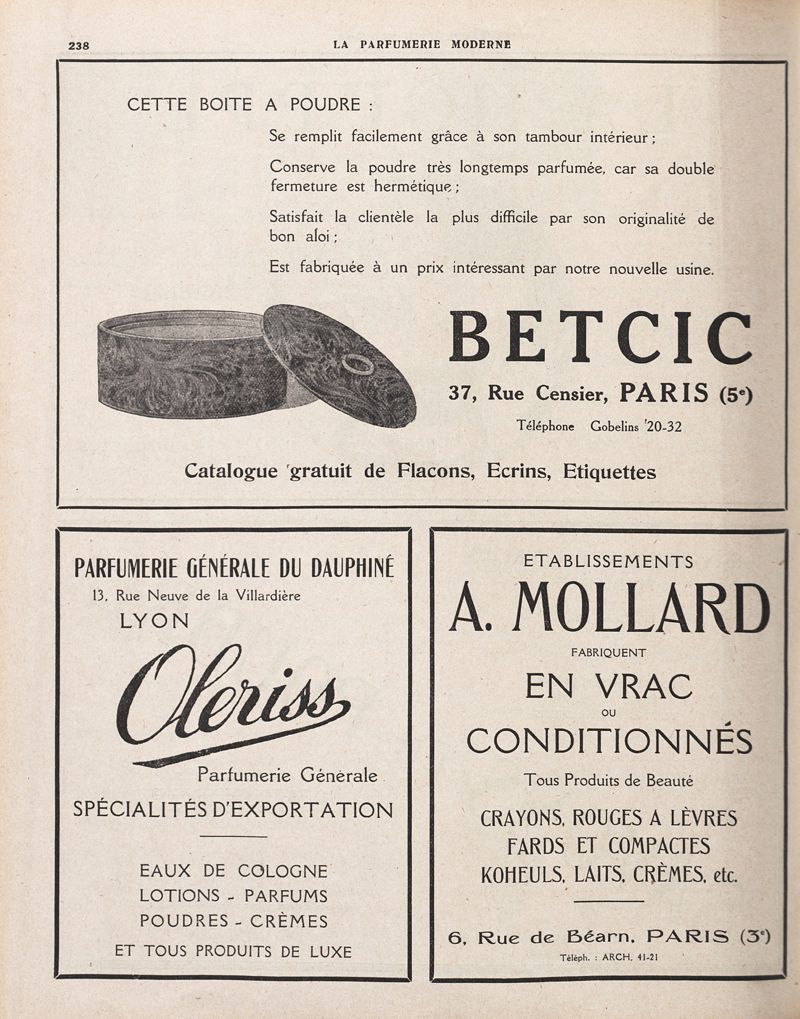 238
LA PARFUMERIE MODERNE
CETTE BOITE A POUDRE :
Se remplit facilement grâce à son tambour intérieur ;
Conserve la poudre très longtemps parfumée, car sa double
fermeture est hermétique ;
Satisfait la clientèle la plus difficile par son originalité de
bon aloi ;
Est fabriquée à un prix intéressant par notre nouvelle usine.
BETCIC
37, Rue Censier, PARIS (5e)
Téléphone Gobelins 20-32
Catalogue gratuit de Flacons, Ecrins, Etiquettes
PARFUMERIE GÉNÉRALE DU DAUPHINÉ
13, Rue Neuve de la Villardière
LYON
Oleriss
Parfumerie Générale
SPÉCIALITÉS D'EXPORTATION
EAUX DE COLOGNE
LOTIONS - PARFUMS
POUDRES - CRÈMES
ET TOUS PRODUITS DE LUXE
ETABLISSEMENTS
A. MOLLARD
FABRIQUENT
EN VRAC
OU
CONDITIONNÉS
Tous Produits de Beauté
CRAYONS, ROUGES A LÈVRES
FARDS ET COMPACTES
KOHEULS, LAITS, CRÈMES, etc.
6, Rue de Béarn, PARIS (3e)
Téléph. : ARCH. 41-21